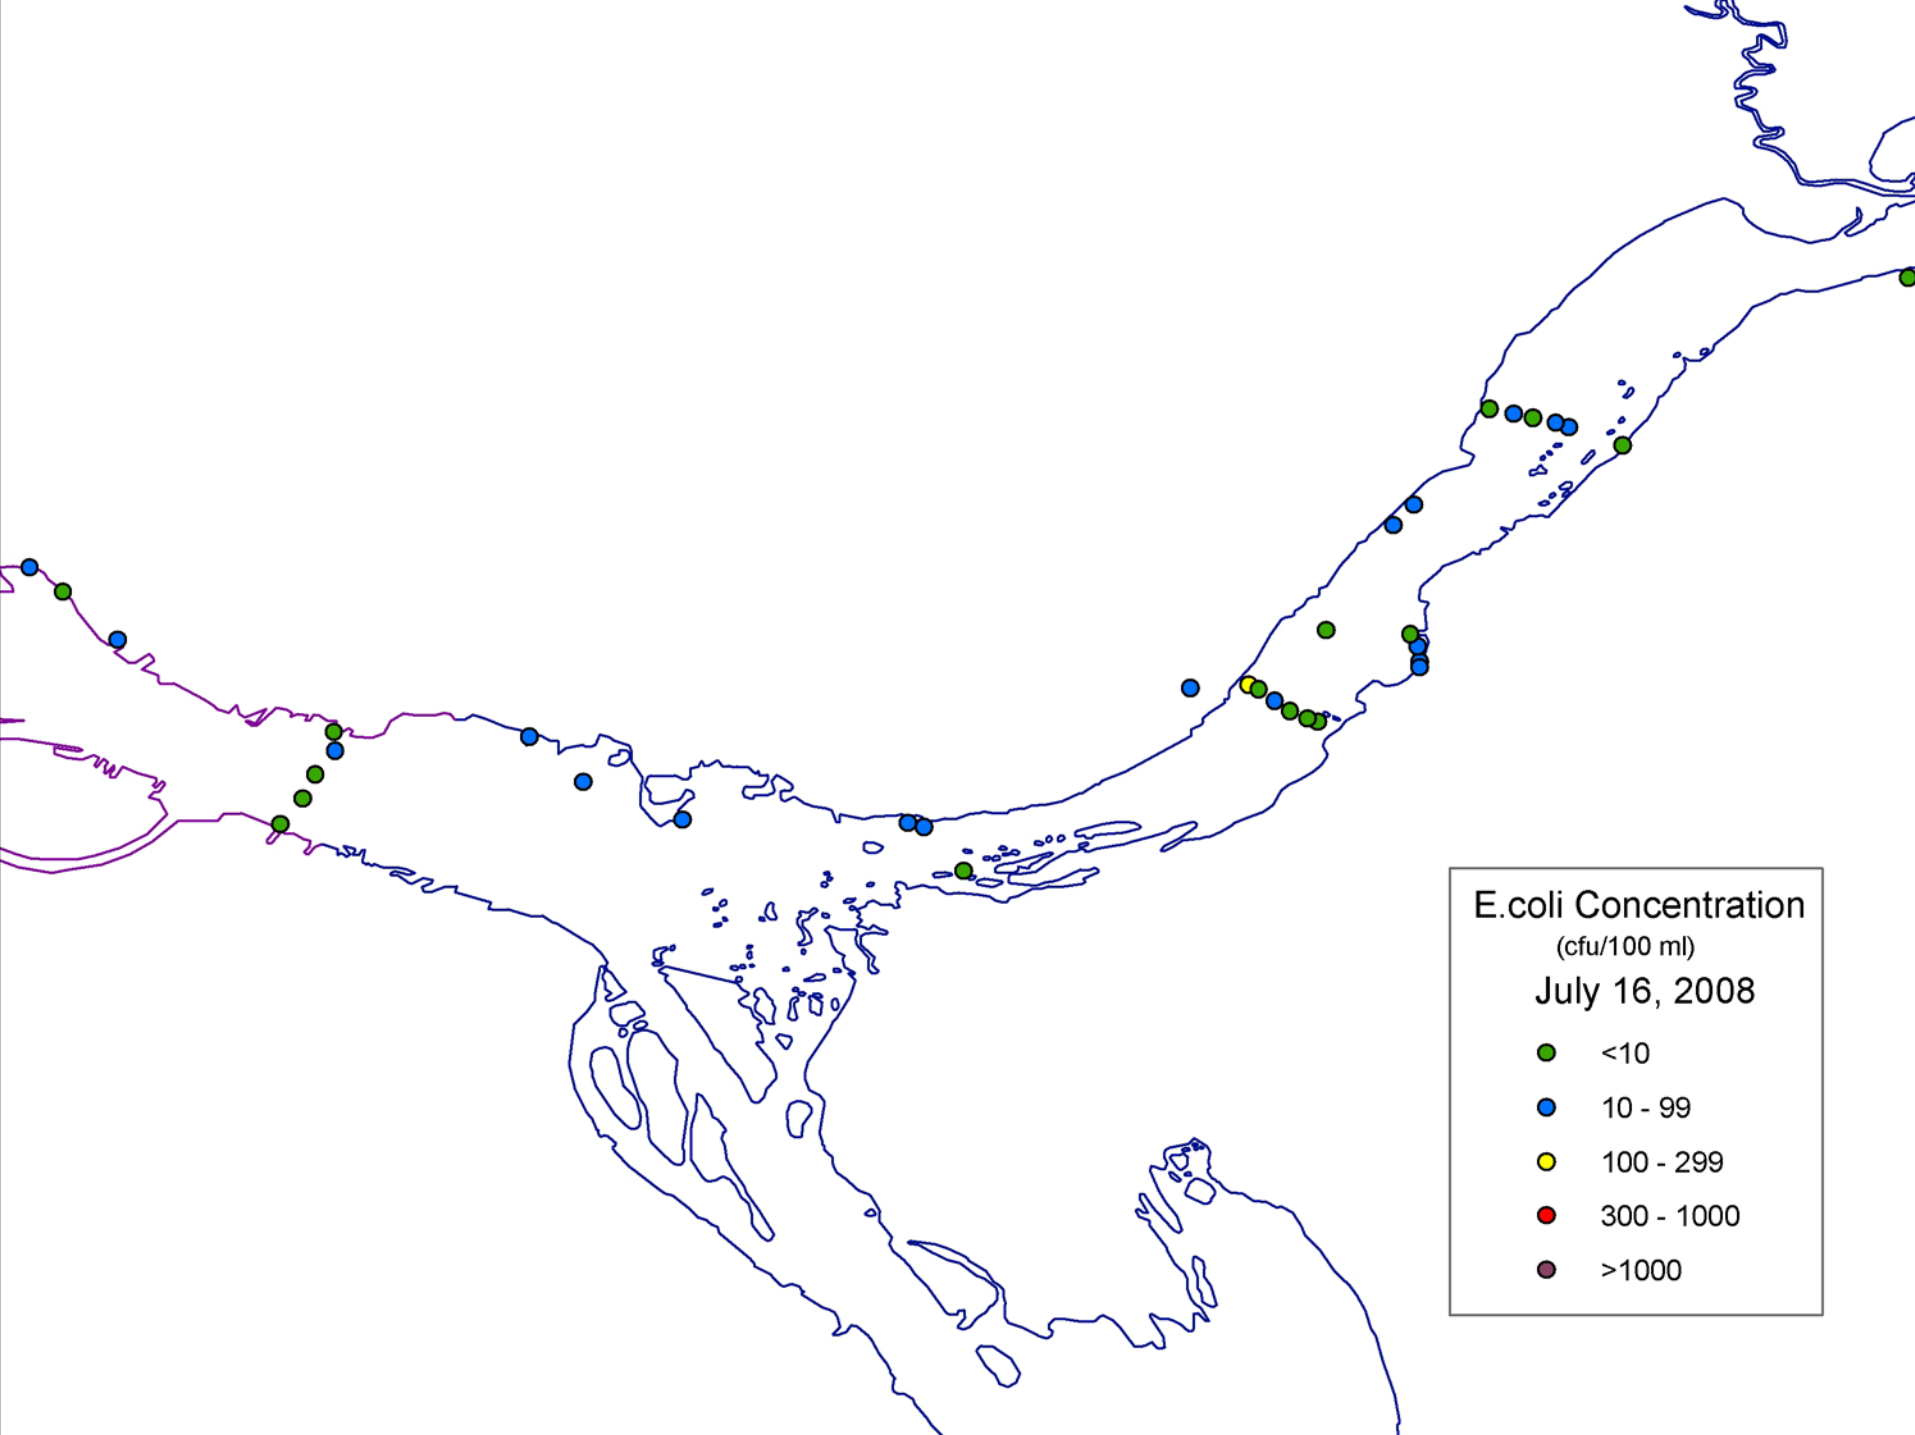 E.coli Concentration
(cfu/100 ml)
July 16, 2008
<10
10 - 99
100 - 299
300 - 1000
>1000